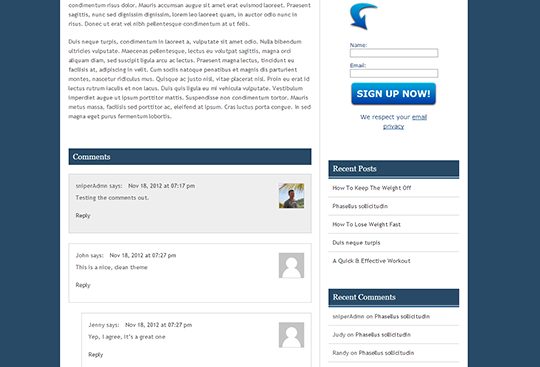 condimentum risus dolor. Mauris accumsan augue sit amet erat euismod laoreet. Praesent
sagittis, nunc sed dignissim dignissim, lorem leo laoreet quam, in auctor odio nunc in
risus. Donec ut erat vel nibh pellentesque condimentum at ut felis.
Duis neque turpis, condimentum in laoreet a, vulputate sit amet odio. Nulla bibendum
ultricies vulputate. Maecenas pellentesque, lectus eu volutpat sagittis, magna orci
aliquam diam, sed suscipit ligula arcu ac lectus. Praesent magna lectus, tincidunt eu
facilisis at, adipiscing in velit. Cum sociis natoque penatibus et magnis dis parturient
montes, nascetur ridiculus mus. Quisque ac justo nisl, vitae placerat nisl. Proin eu erat id
lectus rutrum iaculis et non lacus. Duis quis ligula eu mi vehicula vulputate. Vestibulum
imperdiet augue ut ipsum porttitor mattis. Suspendisse non condimentum tortor. Mauris
metus massa, facilisis sed porttitor ac, eleifend at ipsum. Cras luctus porta congue. In sed
magna eget purus fermentum lobortis.
Comments
sniperAdmn says: Nov 18, 2012 at 07:17 pm
Testing the comments out.
Reply
John says: Nov 18, 2012 at 07:27 pm
This is a nice, clean theme
Reply
Jenny says: Nov 18, 2012 at 07:27 pm
Yep, I agree, it's a great one
Reply
Name:
Email:
SIGN UP NOW!
We respect your email
privacy
Recent Posts
How To Keep The Weight Off
Phasellus sollicitudin
How To Lose Weight Fast
Duis neque turpis
A Quick & Effective Workout
Recent Comments
sniperAdmn on Phasellus sollicitudin
Judy on Phasellus sollicitudin
Randy on Phasellus sollicitudin